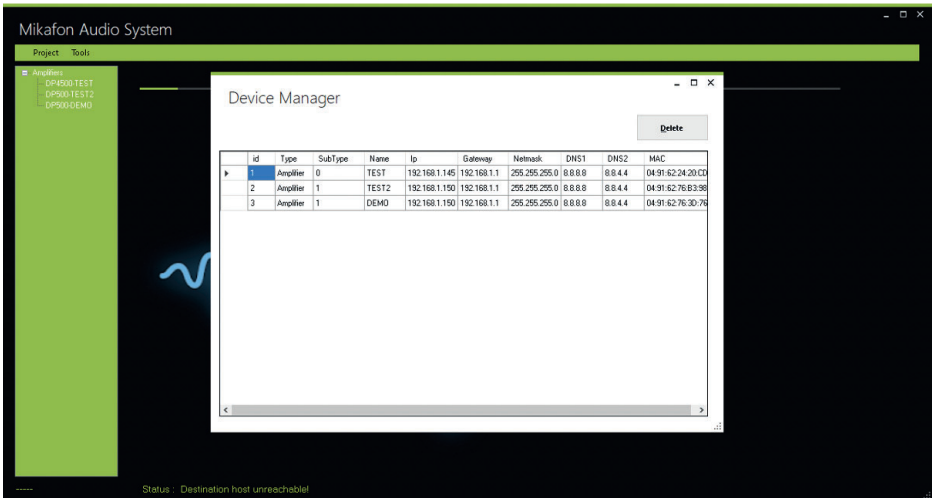 Mikafon Audio System
Project Tools
Amplifiers
DP4500-TEST
DP500-TEST2
DP500-DEMO
Device Manager
Delete
id Type SubType Name Ip Gateway Netmask DNS1 DNS2 MAC
1 Amplifier 0 TEST 192.168.1.145 192.168.1.1 255.255.255.0 8.8.8.8 8.8.4.4 04:91:62:24:20:CD
2 Amplifier 1 TEST2 192.168.1.150 192.168.1.1 255.255.255.0 8.8.8.8 8.8.4.4 04:91:62:76:B3:98
3 Amplifier 1 DEMO 192.168.1.150 192.168.1.1 255.255.255.0 8.8.8.8 8.8.4.4 04:91:62:76:3D:76
----- Status : Destination host unreachable!